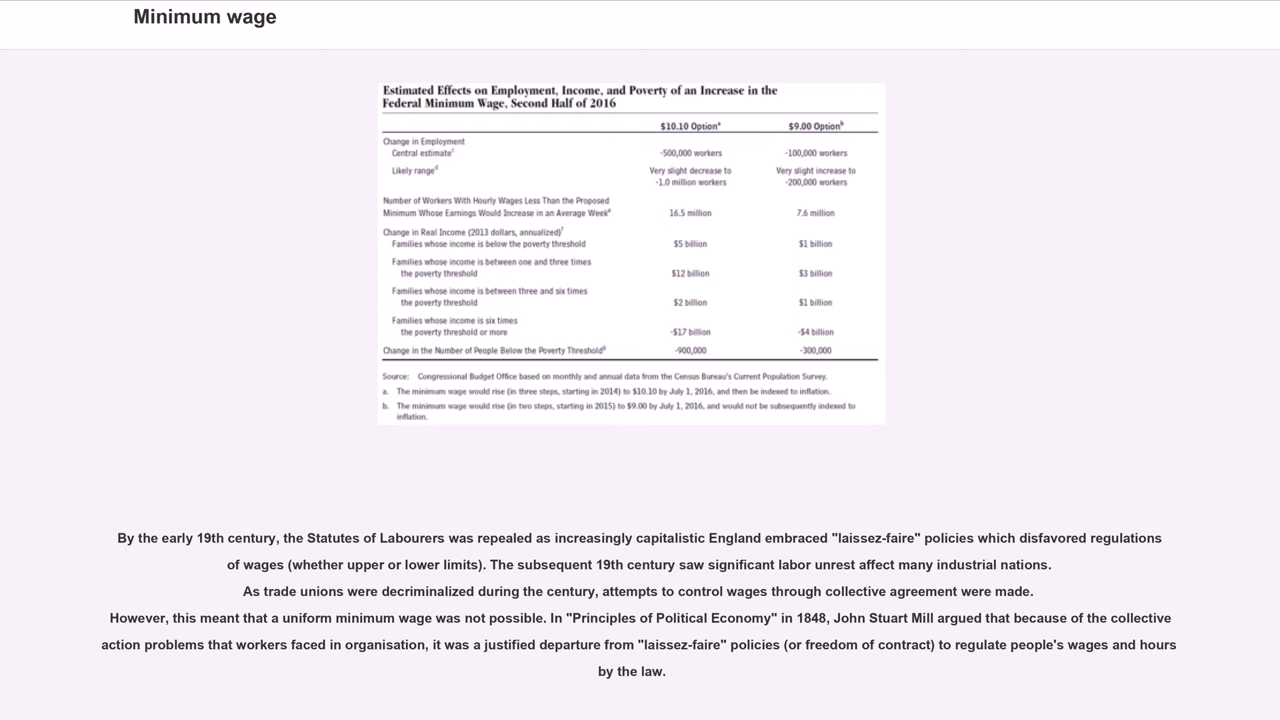 Minimum wage
Estimated Effects on Employment, Income, and Poverty of an Increase in the
Federal Minimum Wage, Second Half of 2016
$10.10 Optionᵃ $9.00 Optionᵇ
Change in Employment
Central estimateᶜ -500,000 workers -100,000 workers
Likely rangeᵈ Very slight decrease to Very slight increase to
-1.0 million workers -200,000 workers
Number of Workers With Hourly Wages Less Than the Proposed
Minimum Whose Earnings Would Increase in an Average Weekᵉ 16.5 million 7.6 million
Change in Real Income (2013 dollars, annualized)ᶠ
Families whose income is below the poverty threshold $5 billion $1 billion
Families whose income is between one and three times
the poverty threshold $12 billion $3 billion
Families whose income is between three and six times
the poverty threshold $2 billion $1 billion
Families whose income is six times
the poverty threshold or more -$17 billion -$4 billion
Change in the Number of People Below the Poverty Thresholdᵍ -900,000 -300,000
Source: Congressional Budget Office based on monthly and annual data from the Census Bureau's Current Population Survey.
a. The minimum wage would rise (in three steps, starting in 2014) to $10.10 by July 1, 2016, and then be indexed to inflation.
b. The minimum wage would rise (in two steps, starting in 2015) to $9.00 by July 1, 2016, and would not be subsequently indexed to
inflation.
By the early 19th century, the Statutes of Labourers was repealed as increasingly capitalistic England embraced "laissez-faire" policies which disfavored regulations
of wages (whether upper or lower limits). The subsequent 19th century saw significant labor unrest affect many industrial nations.
As trade unions were decriminalized during the century, attempts to control wages through collective agreement were made.
However, this meant that a uniform minimum wage was not possible. In "Principles of Political Economy" in 1848, John Stuart Mill argued that because of the collective
action problems that workers faced in organisation, it was a justified departure from "laissez-faire" policies (or freedom of contract) to regulate people's wages and hours
by the law.